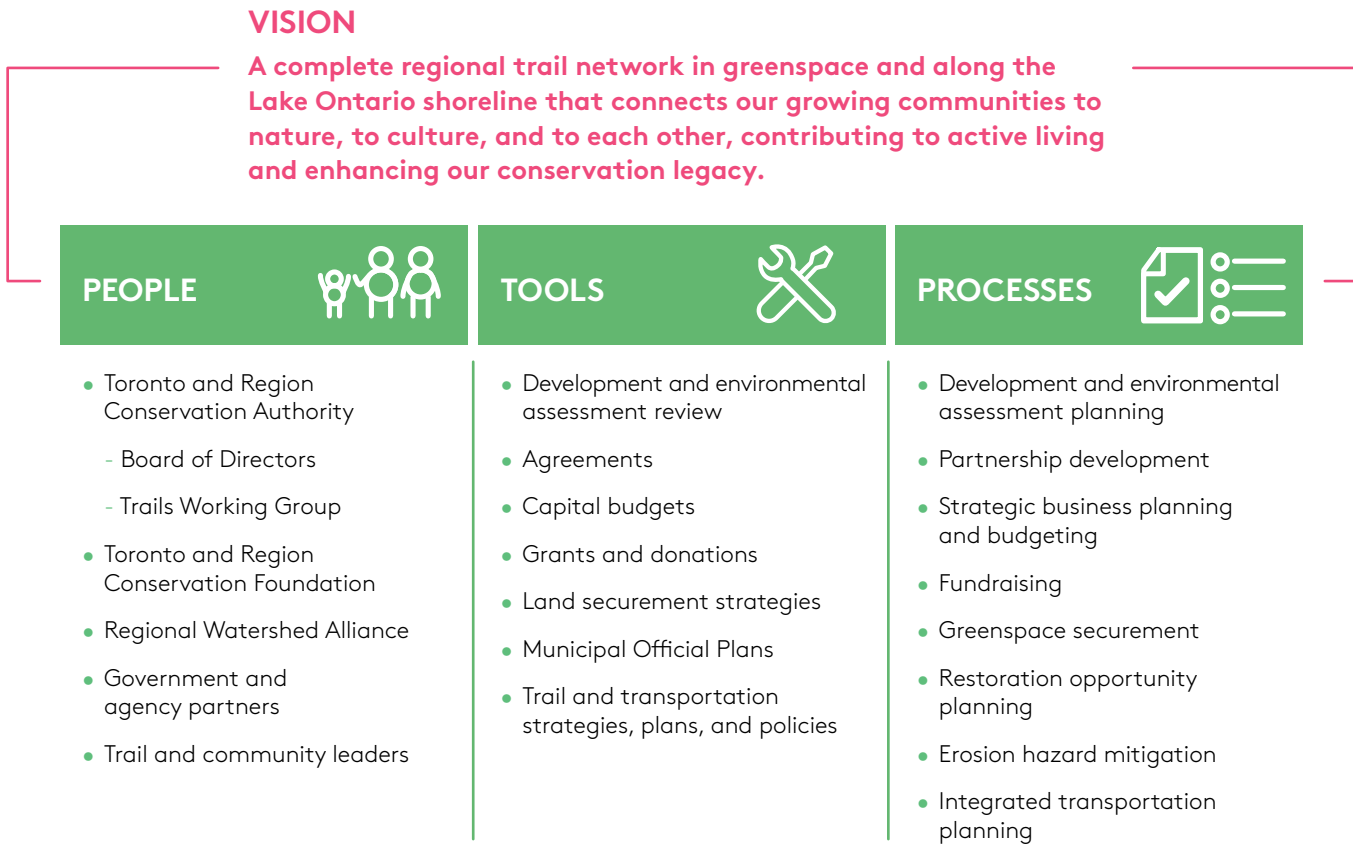 VISION
A complete regional trail network in greenspace and along the
Lake Ontario shoreline that connects our growing communities to
nature, to culture, and to each other, contributing to active living
and enhancing our conservation legacy.
PEOPLE
• Toronto and Region
Conservation Authority
- Board of Directors
- Trails Working Group
• Toronto and Region
Conservation Foundation
• Regional Watershed Alliance
• Government and
agency partners
• Trail and community leaders
TOOLS
• Development and environmental
assessment review
• Agreements
• Capital budgets
• Grants and donations
• Land securement strategies
• Municipal Official Plans
• Trail and transportation
strategies, plans, and policies
PROCESSES
• Development and environmental
assessment planning
• Partnership development
• Strategic business planning
and budgeting
• Fundraising
• Greenspace securement
• Restoration opportunity
planning
• Erosion hazard mitigation
• Integrated transportation
planning